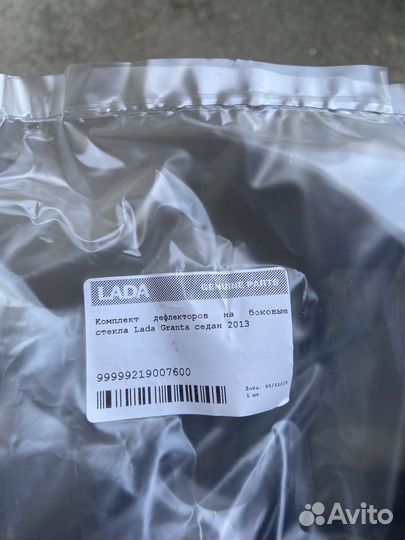 LADA
GENUINE PARTS
Комплект дефлекторов на боковые
стекла Lada Granta седан 2013
99999219007600
1 шт.
Avito